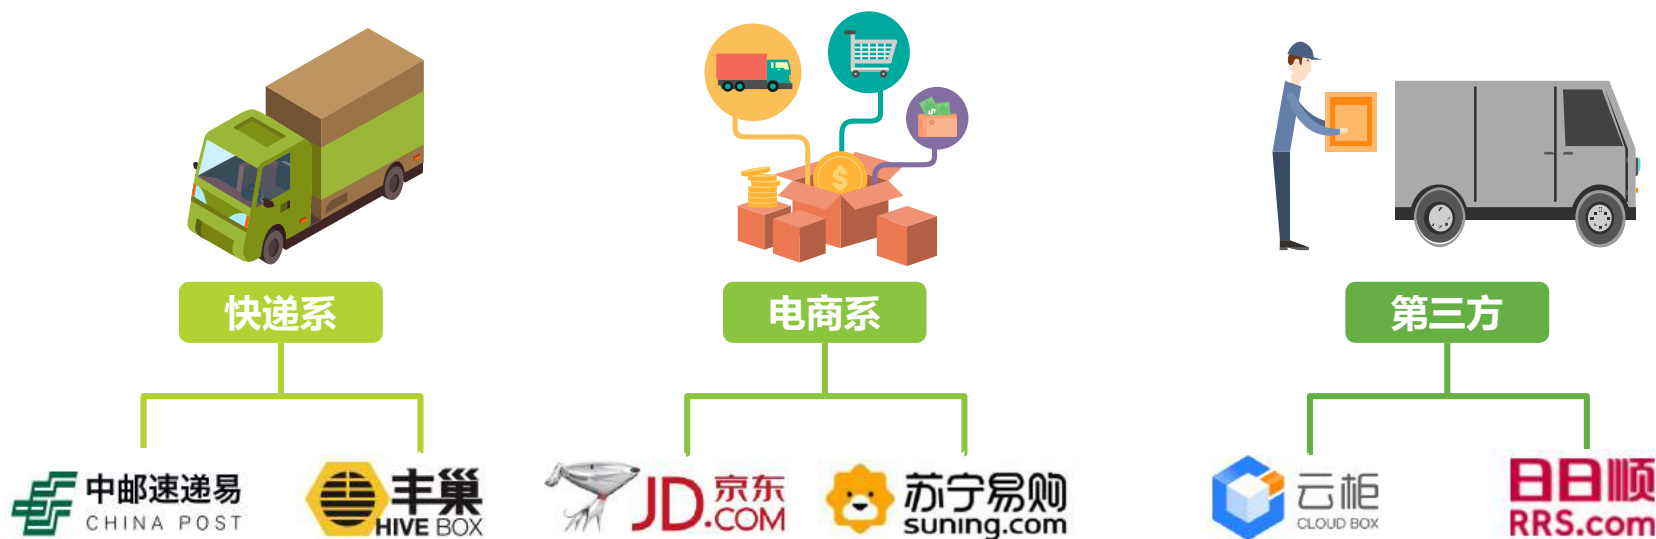 快递系
电商系
第三方
中邮速递易
CHINA POST
丰巢
HIVE BOX
JD.COM 京东
苏宁易购
suning.com
云柜
CLOUD BOX
日日顺
RRS.com